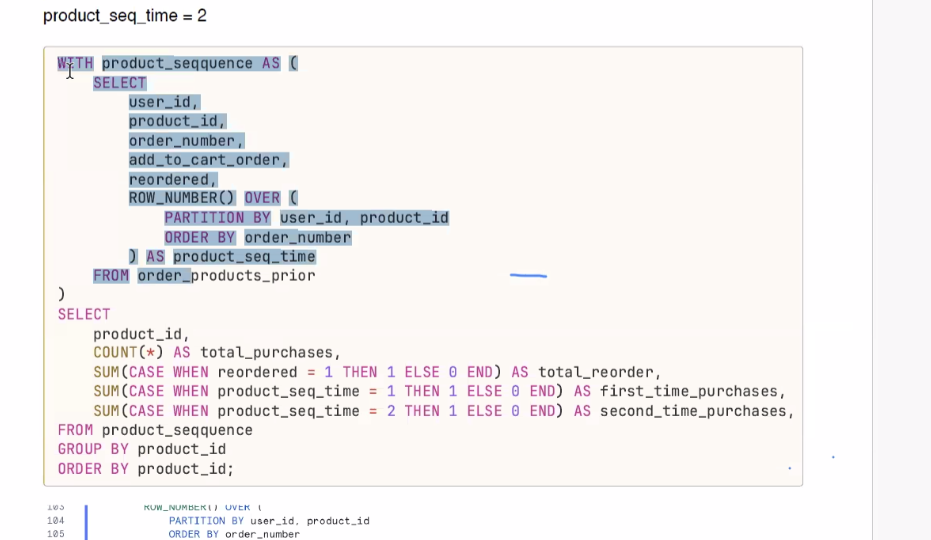 product_seq_time = 2
WITH product_seqquence AS (
SELECT
user_id,
product_id,
order_number,
add_to_cart_order,
reordered,
ROW_NUMBER() OVER (
PARTITION BY user_id, product_id
ORDER BY order_number
) AS product_seq_time
FROM order_products_prior
)
SELECT
product_id,
COUNT(*) AS total_purchases,
SUM(CASE WHEN reordered = 1 THEN 1 ELSE 0 END) AS total_reorder,
SUM(CASE WHEN product_seq_time = 1 THEN 1 ELSE 0 END) AS first_time_purchases,
SUM(CASE WHEN product_seq_time = 2 THEN 1 ELSE 0 END) AS second_time_purchases,
FROM product_seqquence
GROUP BY product_id
ORDER BY product_id;
103 ROW_NUMBER() OVER (
104 PARTITION BY user_id, product_id
105 ORDER BY order_number